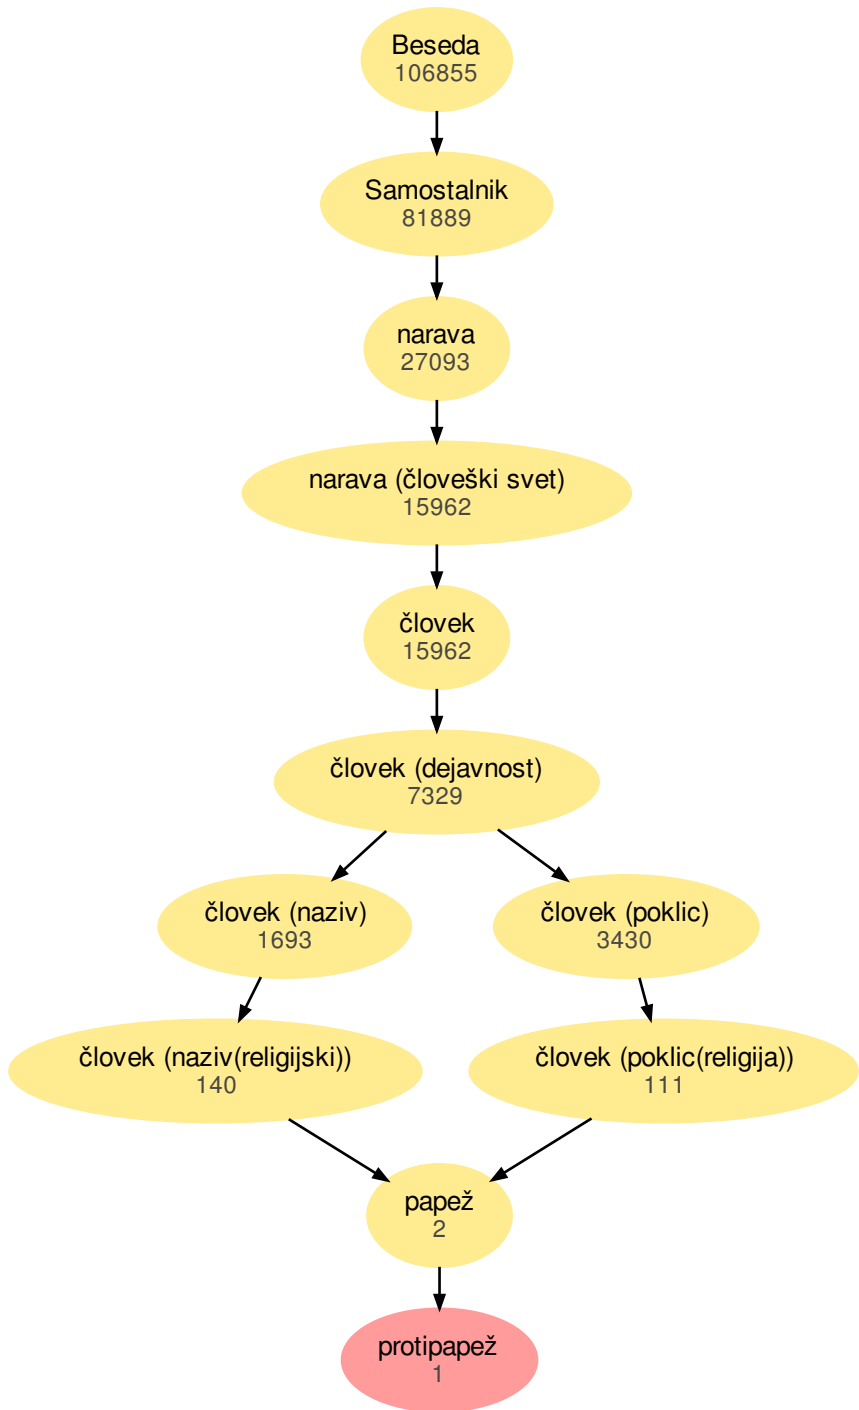 Beseda
106855
Samostalnik
81889
narava
27093
narava (človeški svet)
15962
človek
15962
človek (dejavnost)
7329
človek (naziv)
1693
človek (poklic)
3430
človek (naziv(religijski))
140
človek (poklic(religija))
111
papež
2
protipapež
1